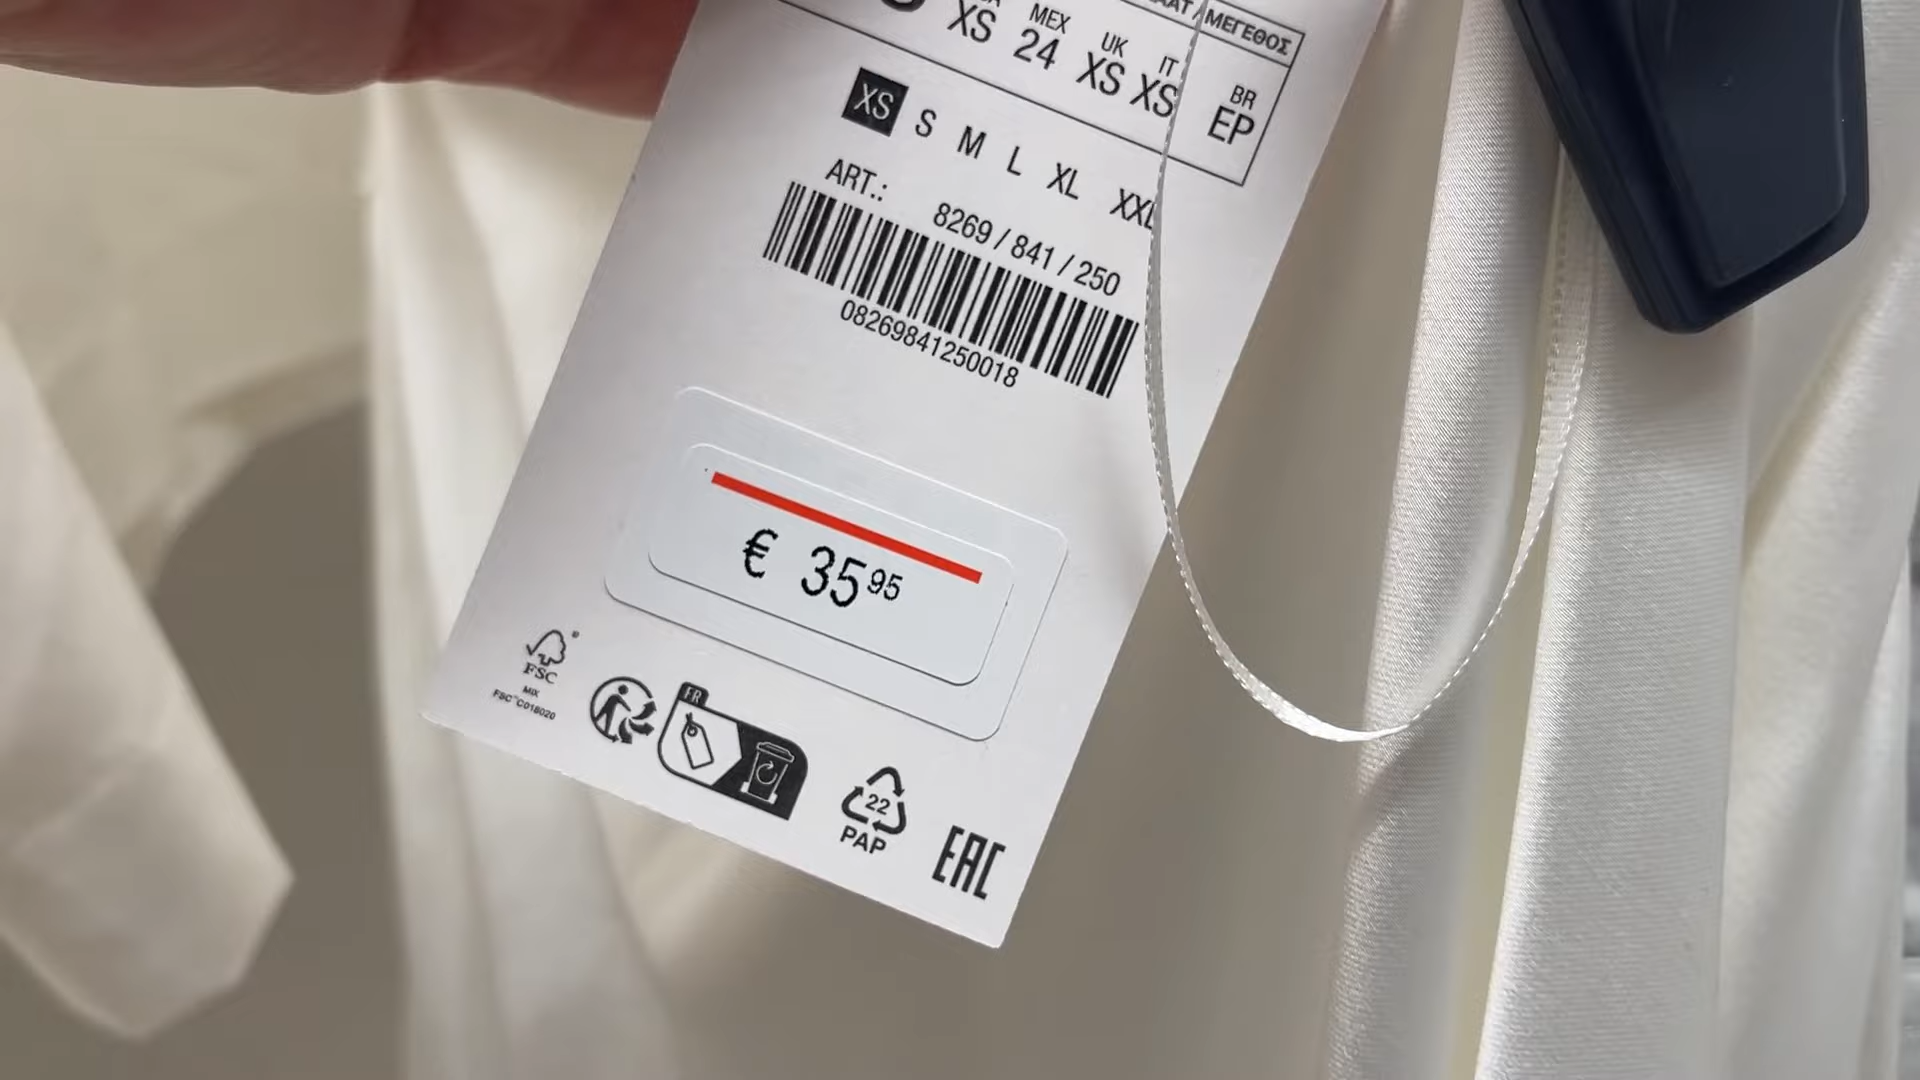 ΜΕΓΕΘΟΣ
MEX UK IT BR
XS 24 XS XS EP
XS S M L XL XXL
ART.: 8269 / 841 / 250
08269841250018
€ 35 95
FSC®
MIX
FSC™ C018020
FR
22
PAP
EAC